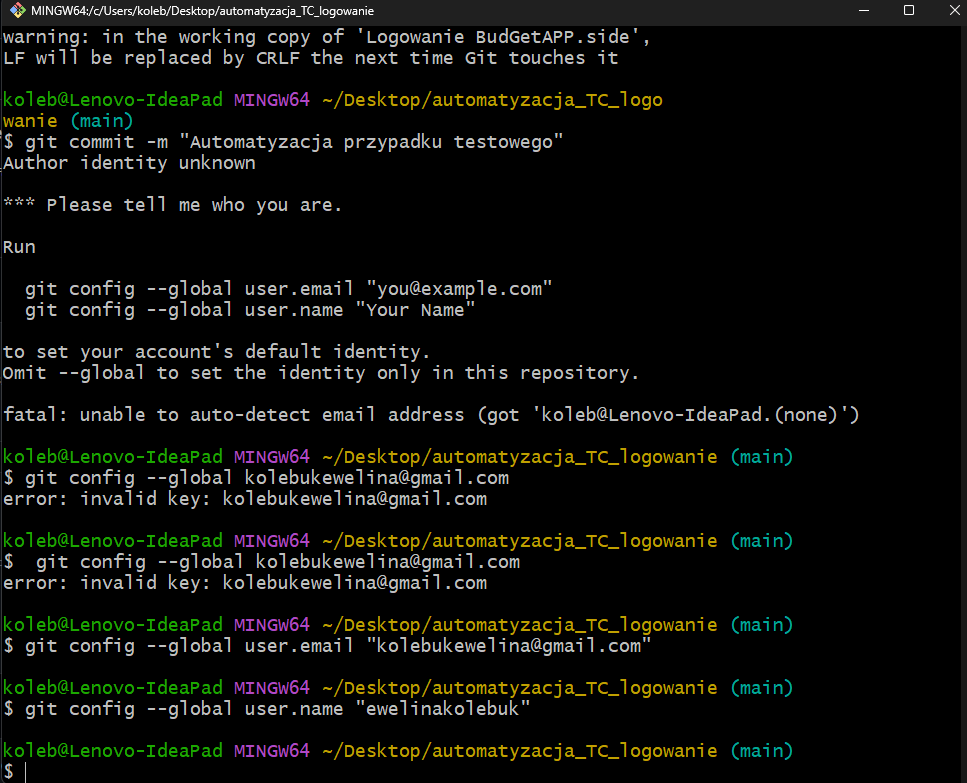 MINGW64:/c/Users/koleb/Desktop/automatyzacja_TC_logowanie
warning: in the working copy of 'Logowanie BudGetAPP.side',
LF will be replaced by CRLF the next time Git touches it
koleb@Lenovo-IdeaPad MINGW64 ~/Desktop/automatyzacja_TC_logo
wanie (main)
$ git commit -m "Automatyzacja przypadku testowego"
Author identity unknown
*** Please tell me who you are.
Run
git config --global user.email "you@example.com"
git config --global user.name "Your Name"
to set your account's default identity.
Omit --global to set the identity only in this repository.
fatal: unable to auto-detect email address (got 'koleb@Lenovo-IdeaPad.(none)')
koleb@Lenovo-IdeaPad MINGW64 ~/Desktop/automatyzacja_TC_logowanie (main)
$ git config --global kolebukewelina@gmail.com
error: invalid key: kolebukewelina@gmail.com
koleb@Lenovo-IdeaPad MINGW64 ~/Desktop/automatyzacja_TC_logowanie (main)
$  git config --global kolebukewelina@gmail.com
error: invalid key: kolebukewelina@gmail.com
koleb@Lenovo-IdeaPad MINGW64 ~/Desktop/automatyzacja_TC_logowanie (main)
$ git config --global user.email "kolebukewelina@gmail.com"
koleb@Lenovo-IdeaPad MINGW64 ~/Desktop/automatyzacja_TC_logowanie (main)
$ git config --global user.name "ewelinakolebuk"
koleb@Lenovo-IdeaPad MINGW64 ~/Desktop/automatyzacja_TC_logowanie (main)
$